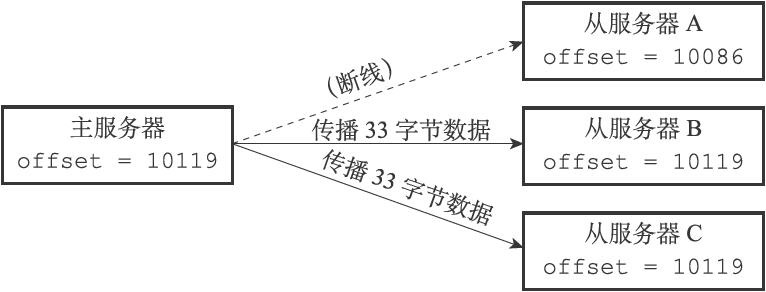 主服务器
offset = 10119
(断线)
传播 33 字节数据
传播 33 字节数据
从服务器 A
offset = 10086
从服务器 B
offset = 10119
从服务器 C
offset = 10119